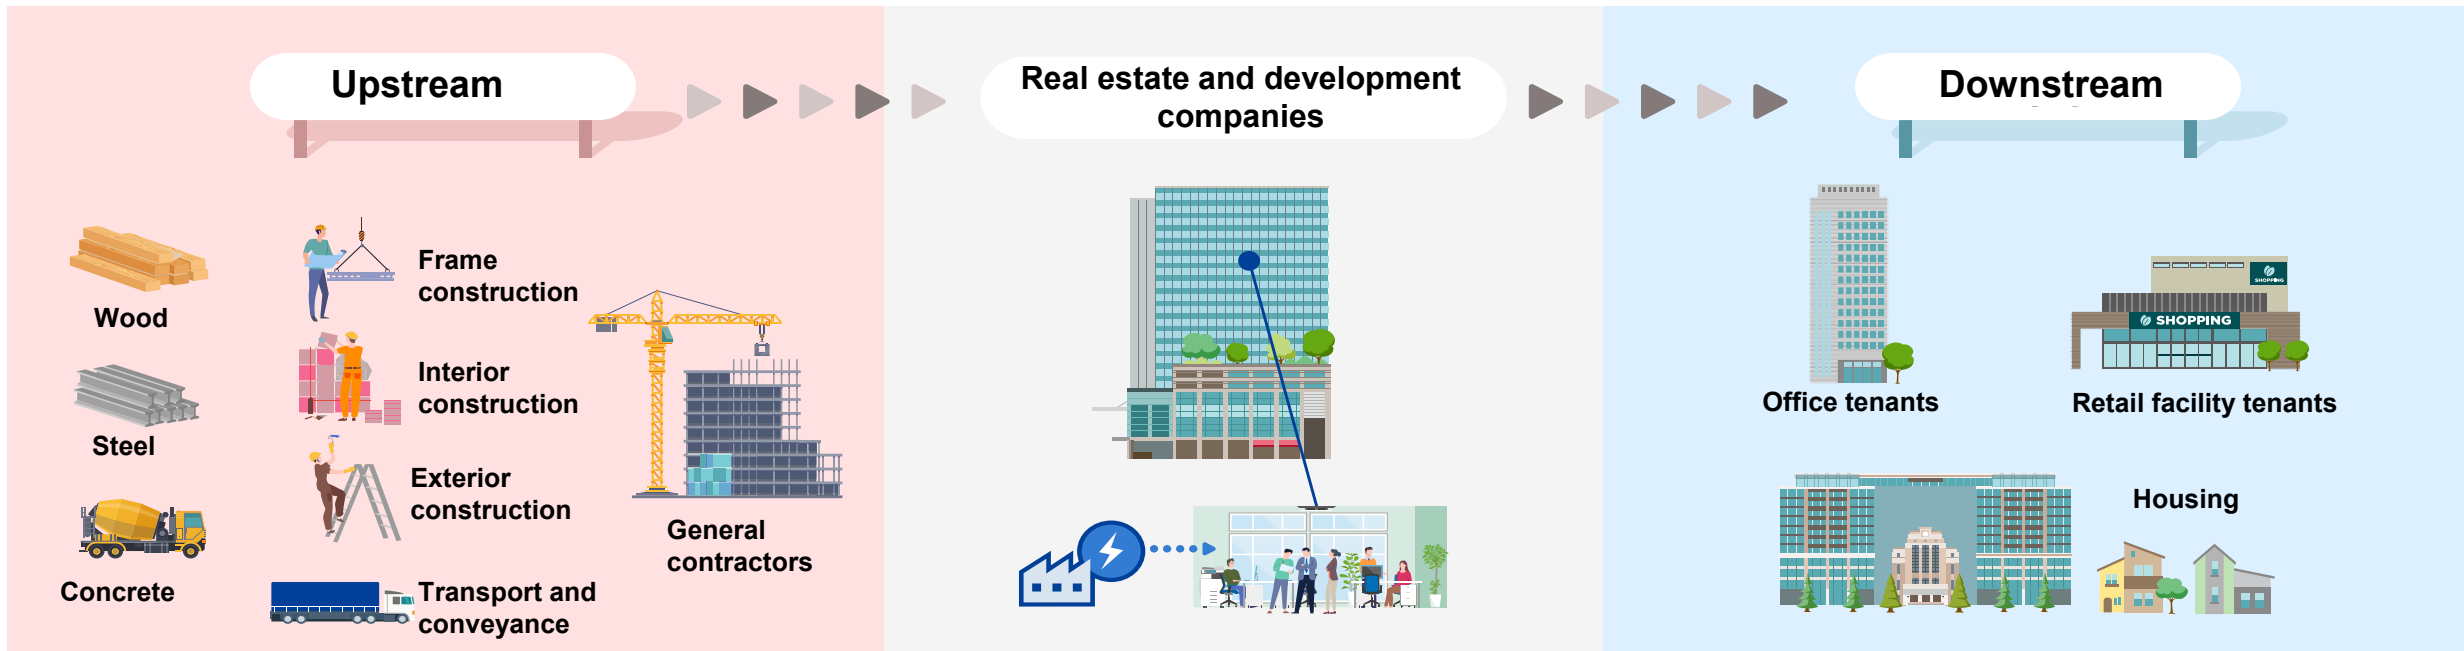 Upstream
Real estate and development
companies
Downstream
Wood
Steel
Concrete
Frame
construction
Interior
construction
Exterior
construction
Transport and
conveyance
General
contractors
Office tenants
SHOPPING
SHOPPING
Retail facility tenants
Housing